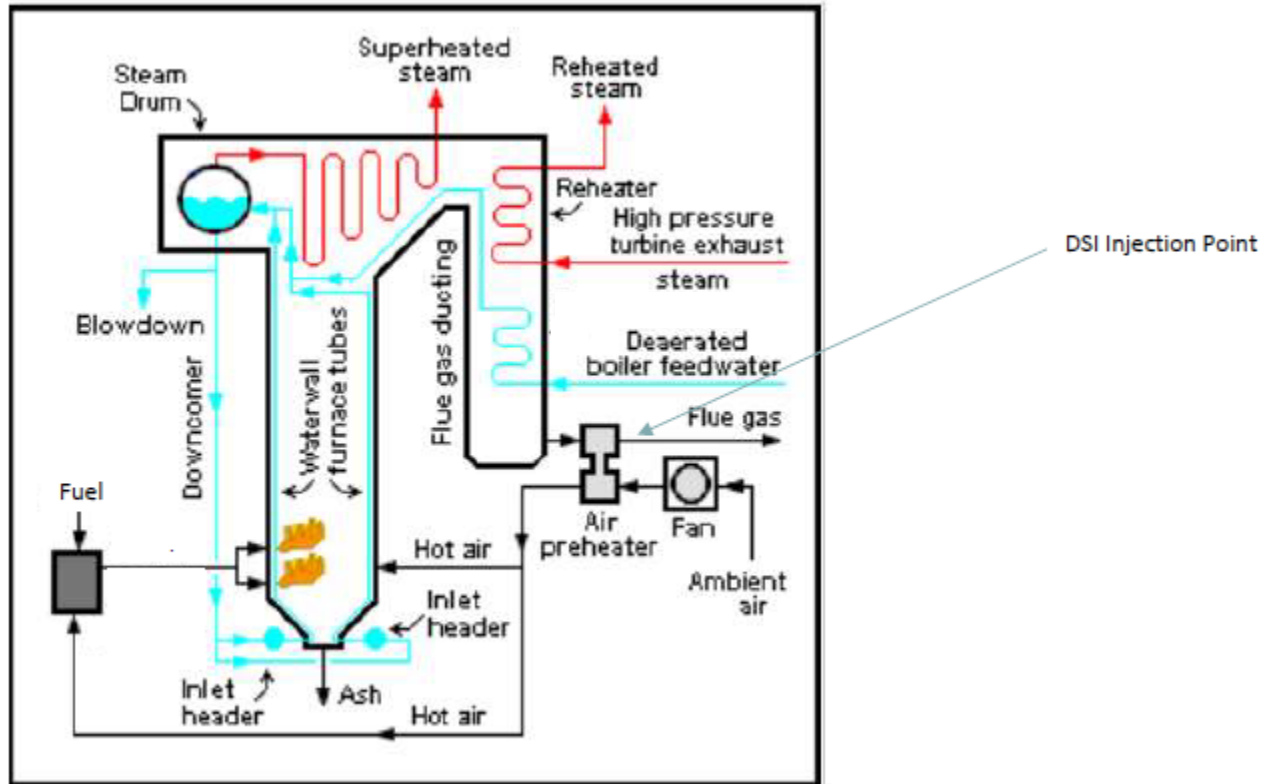 Superheated
steam
Reheated
steam
Steam
Drum
Reheater
High pressure
turbine exhaust
steam
DSI Injection Point
Blowdown
Flue gas ducting
Deaerated
boiler feedwater
Downcomer
Waterwall
furnace tubes
Flue gas
Fuel
Air
preheater
Fan
Hot air
Ambient
air
Inlet
header
Inlet
header
Ash
Hot air